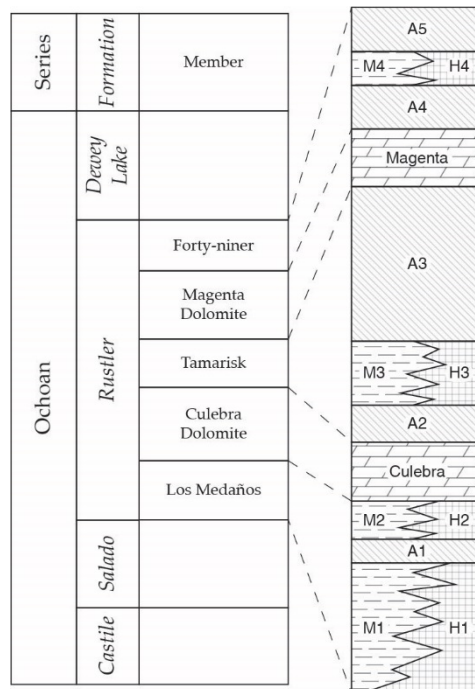 Series
Formation
Member
Ochoan
Dewey
Lake
Rustler
Forty-niner
Magenta
Dolomite
Tamarisk
Culebra
Dolomite
Los Medaños
Salado
Castile
A5
M4 H4
A4
Magenta
A3
M3 H3
A2
Culebra
M2 H2
A1
M1 H1